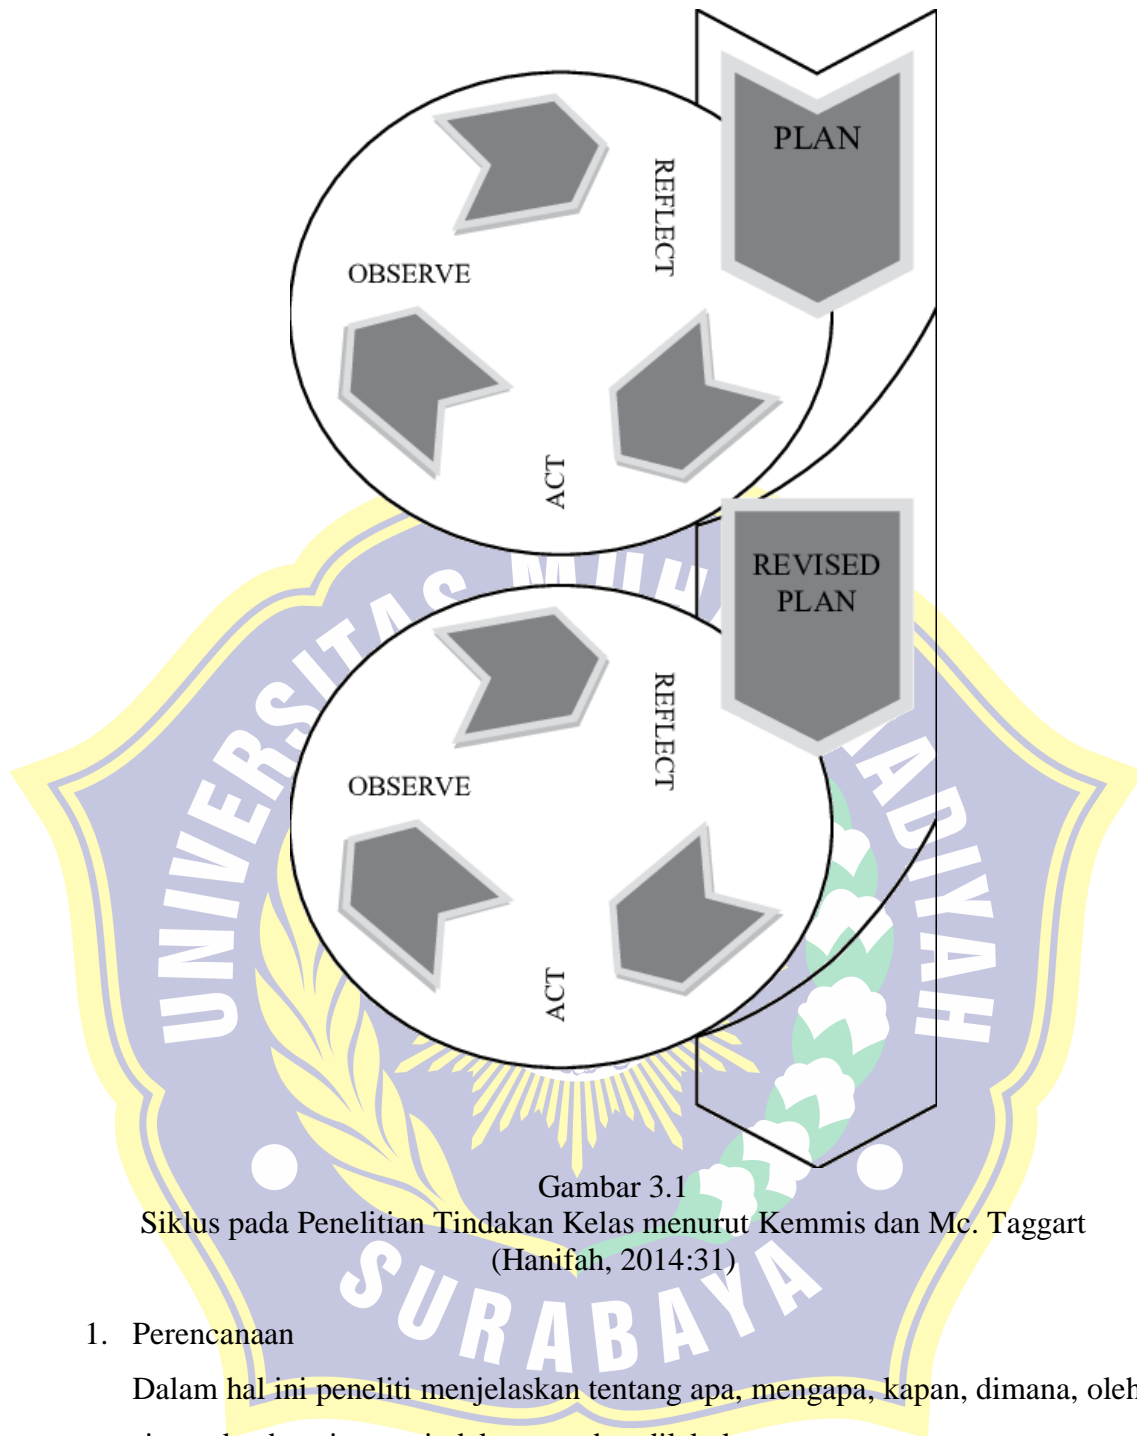 PLAN
REFLECT
OBSERVE
ACT
REVISED
PLAN
REFLECT
OBSERVE
ACT
UNIVERSITAS MUH ADIYAH
SURABAYA
Gambar 3.1
Siklus pada Penelitian Tindakan Kelas menurut Kemmis dan Mc. Taggart
(Hanifah, 2014:31)
1. Perencanaan
Dalam hal ini peneliti menjelaskan tentang apa, mengapa, kapan, dimana, oleh